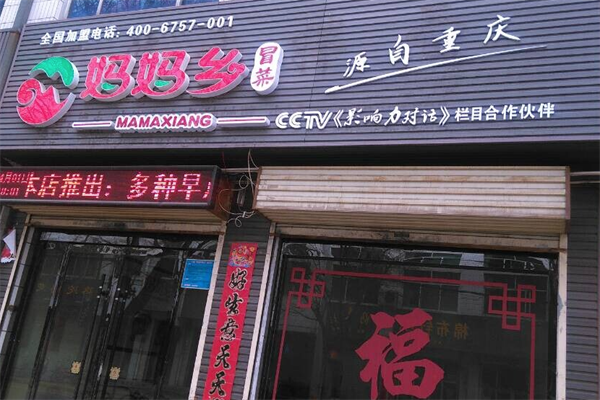 全国加盟电话：400-6757-001
妈妈乡
冒菜
源自重庆
MAMAXIANG
CCTV《影响力对话》栏目合作伙伴
本店推出：多种早
好生意天天
福